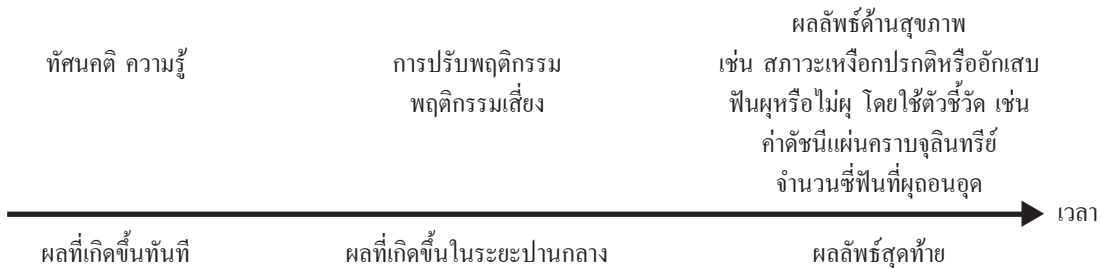 ทัศนคติ ความรู้
การปรับพฤติกรรม
พฤติกรรมเสี่ยง
ผลลัพธ์ด้านสุขภาพ
เช่น สภาวะเหงือกปรกติหรืออักเสบ
ฟันผุหรือไม่ผุ โดยใช้ตัวชี้วัด เช่น
ค่าดัชนีแผ่นคราบจุลินทรีย์
จำนวนซี่ฟันที่ผุถอนอุด
เวลา
ผลที่เกิดขึ้นทันที
ผลที่เกิดขึ้นในระยะปานกลาง
ผลลัพธ์สุดท้าย